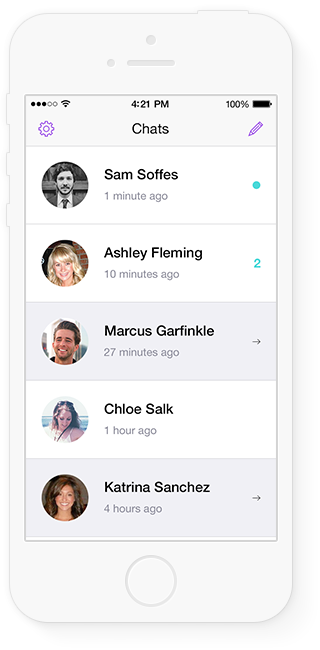 4:21 PM
100%
Chats
Sam Soffes
1 minute ago
Ashley Fleming
10 minutes ago
2
Marcus Garfinkle
27 minutes ago
Chloe Salk
1 hour ago
Katrina Sanchez
4 hours ago